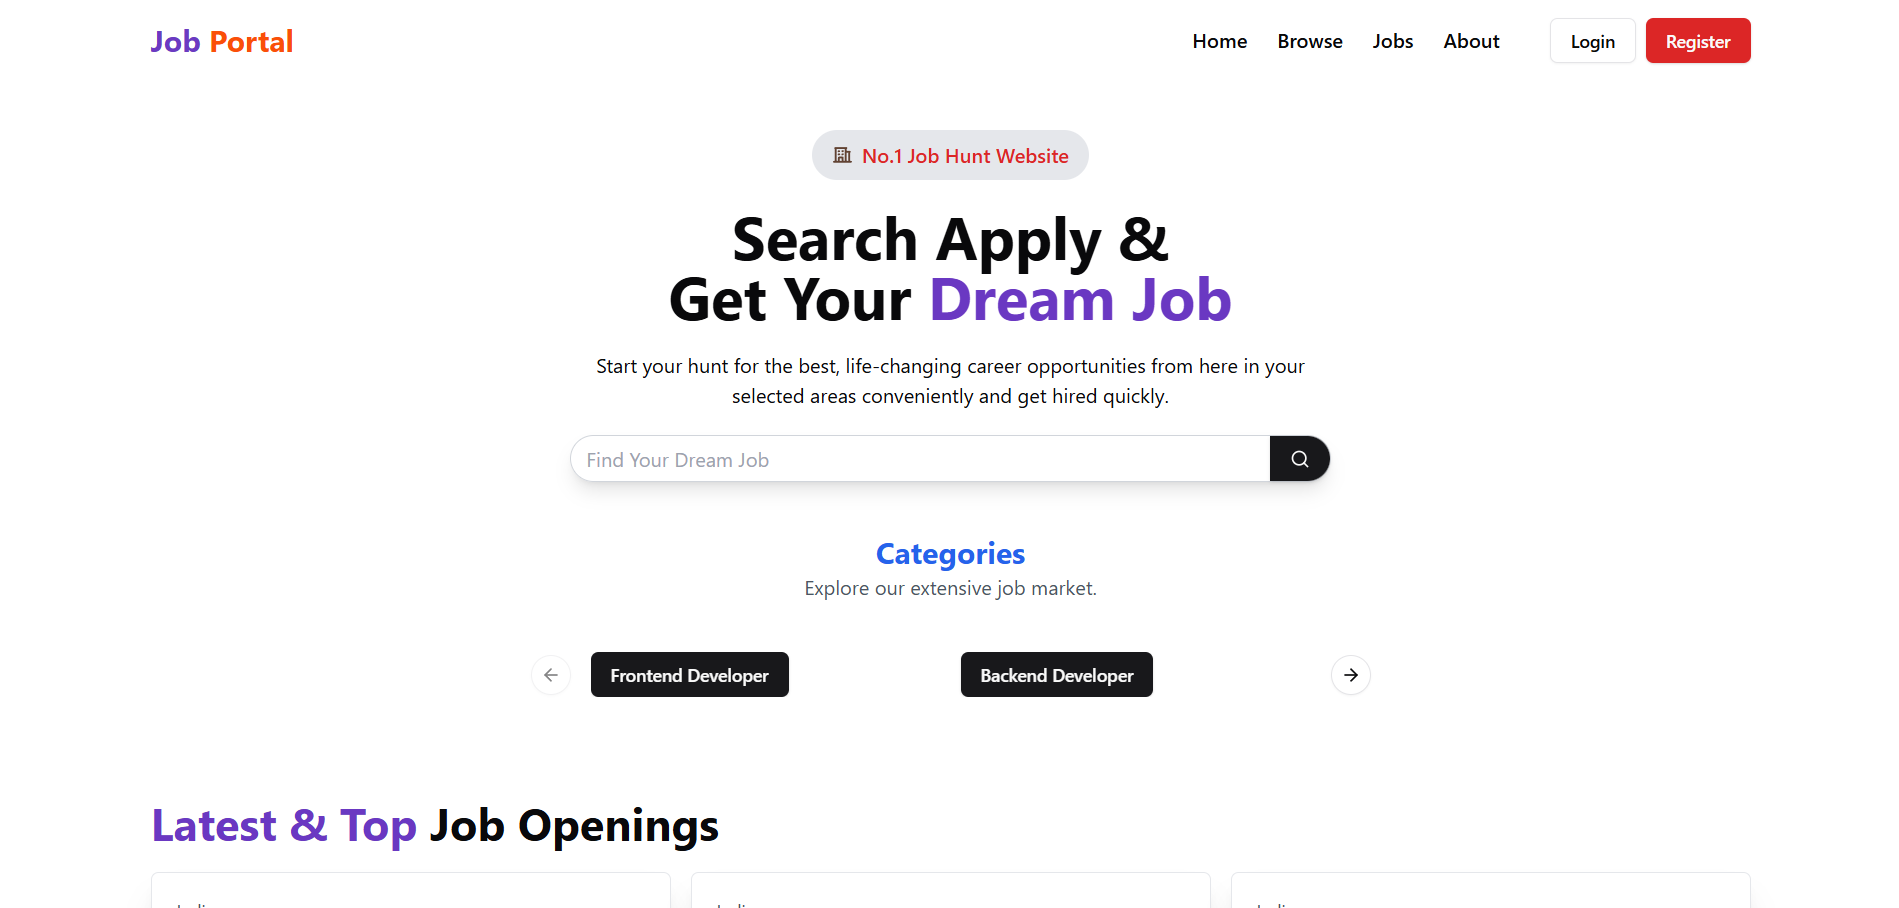 Job Portal
Home Browse Jobs About Login Register
No.1 Job Hunt Website
Search Apply &
Get Your Dream Job
Start your hunt for the best, life-changing career opportunities from here in your
selected areas conveniently and get hired quickly.
Find Your Dream Job
Categories
Explore our extensive job market.
Frontend Developer Backend Developer
Latest & Top Job Openings